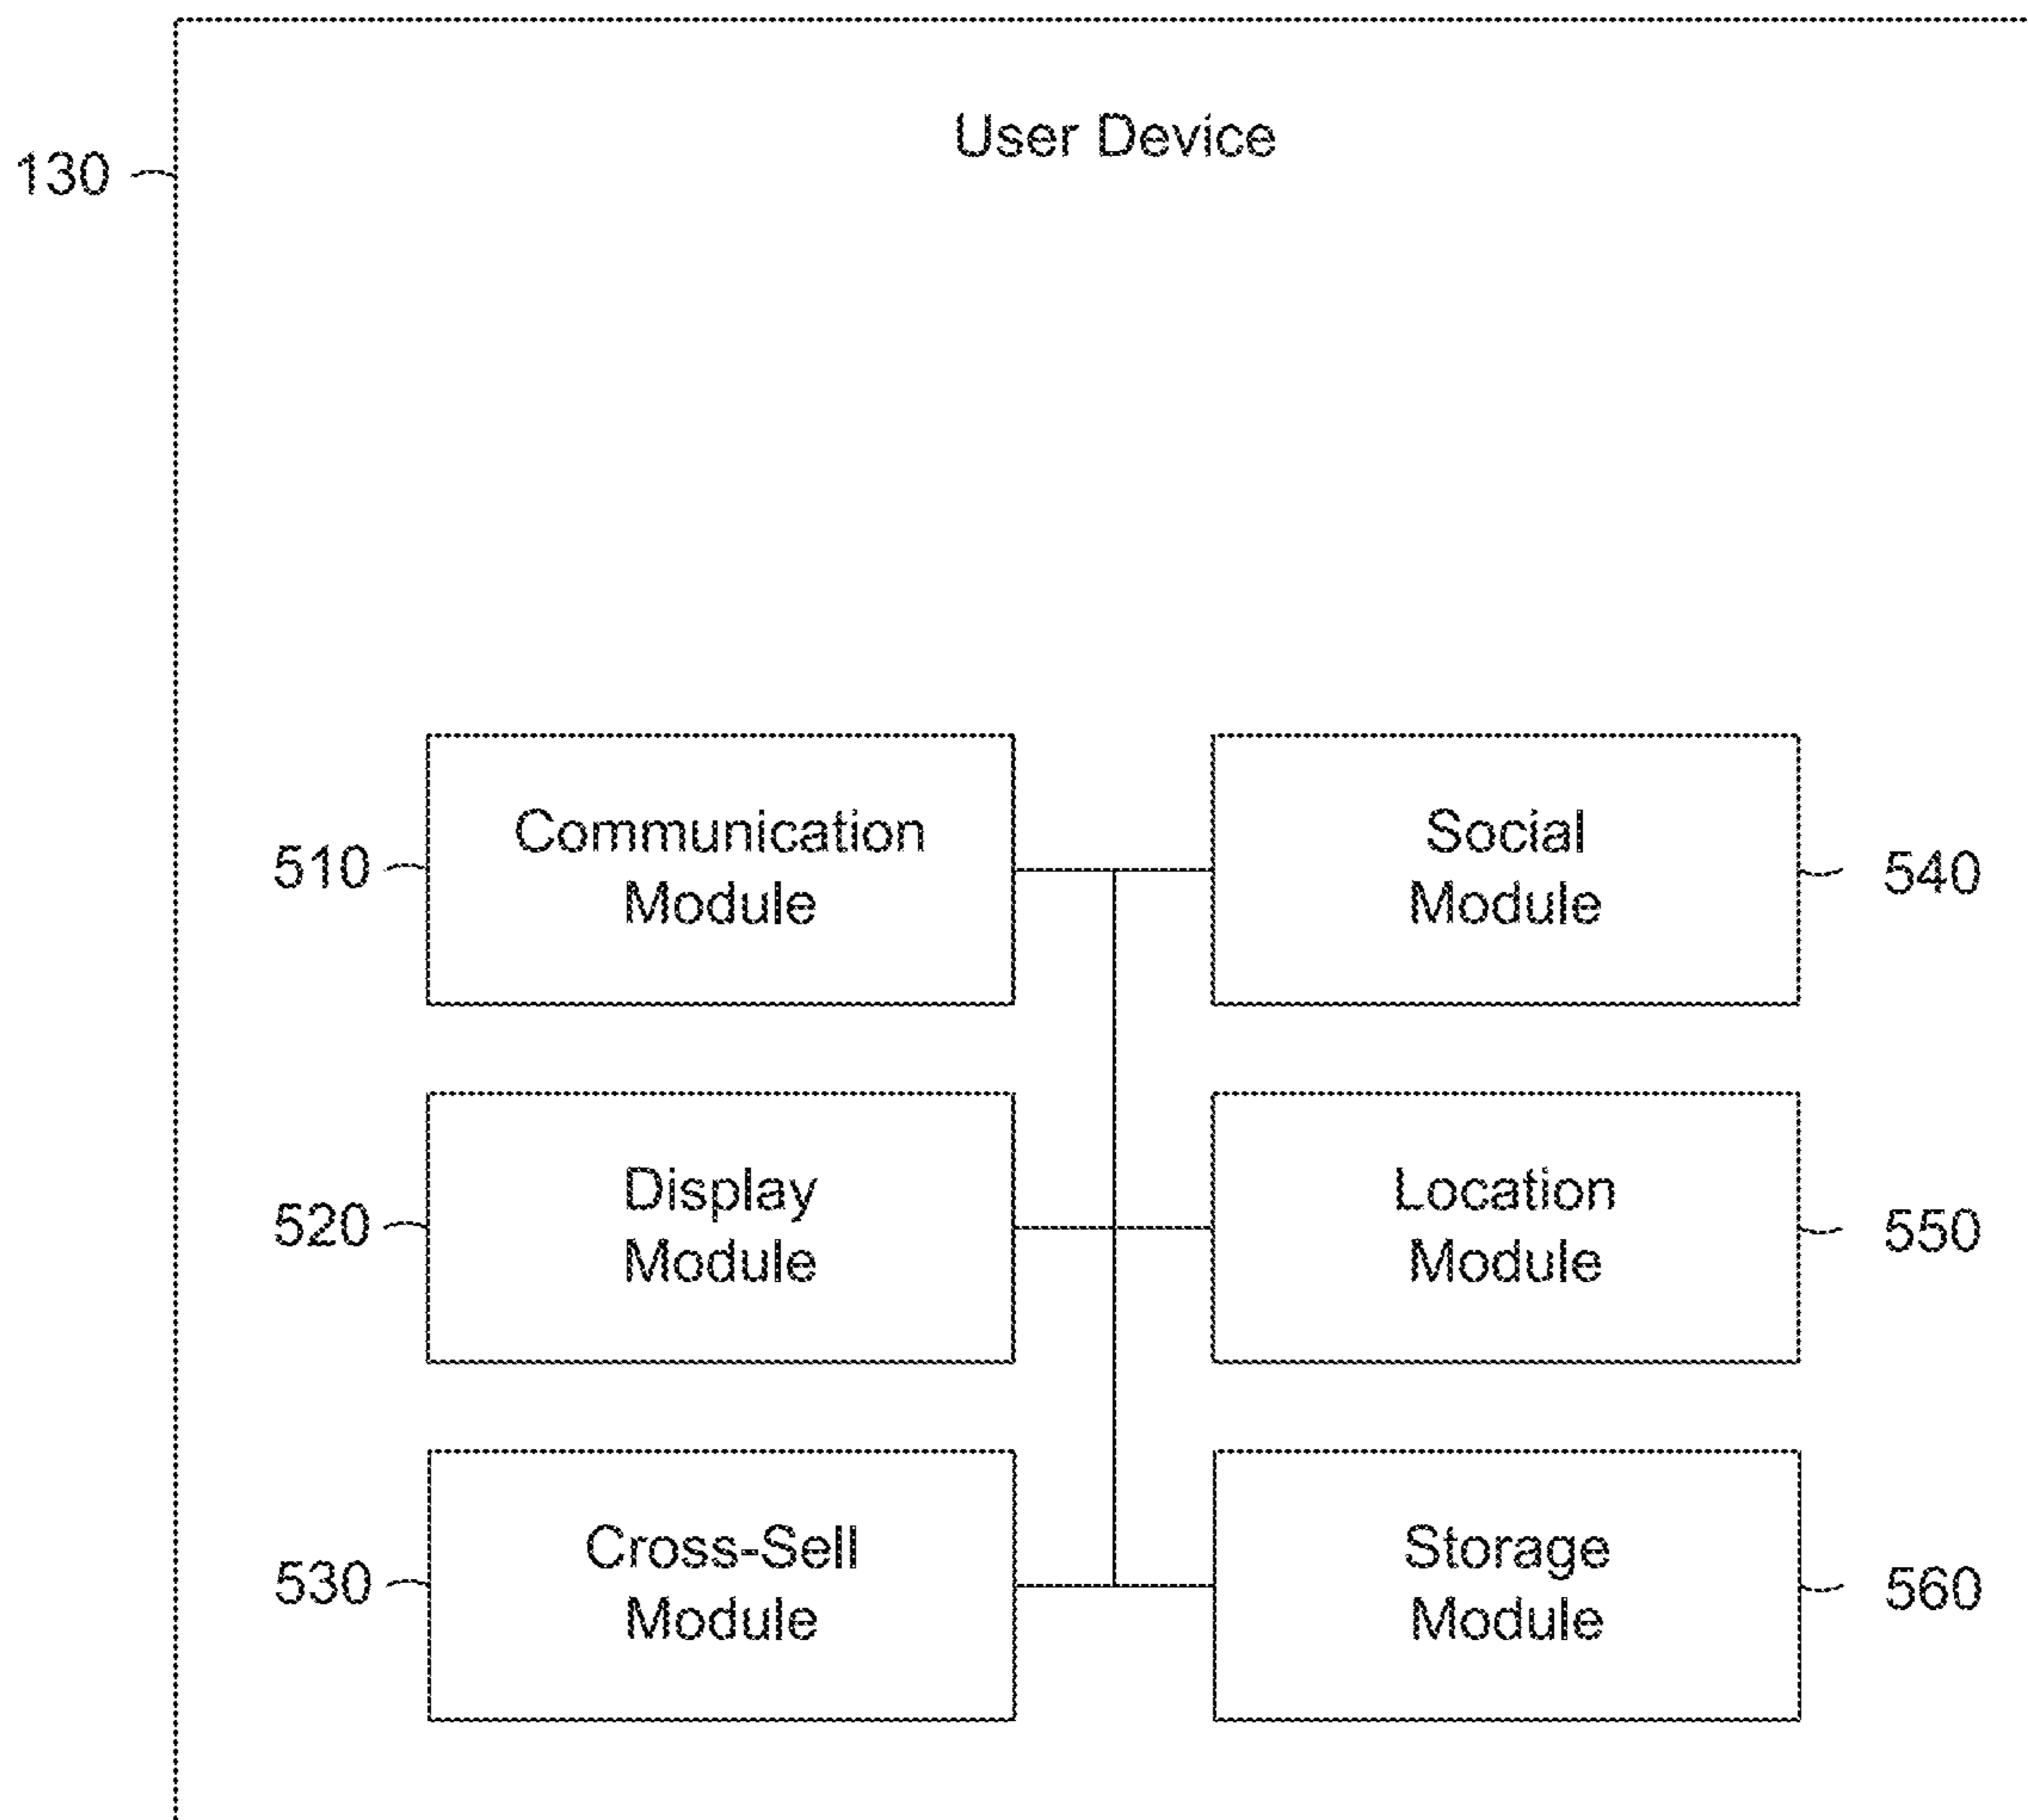 User Device
130
Communication
Module
510
Social
Module
540
Display
Module
520
Location
Module
550
Cross-Sell
Module
530
Storage
Module
560